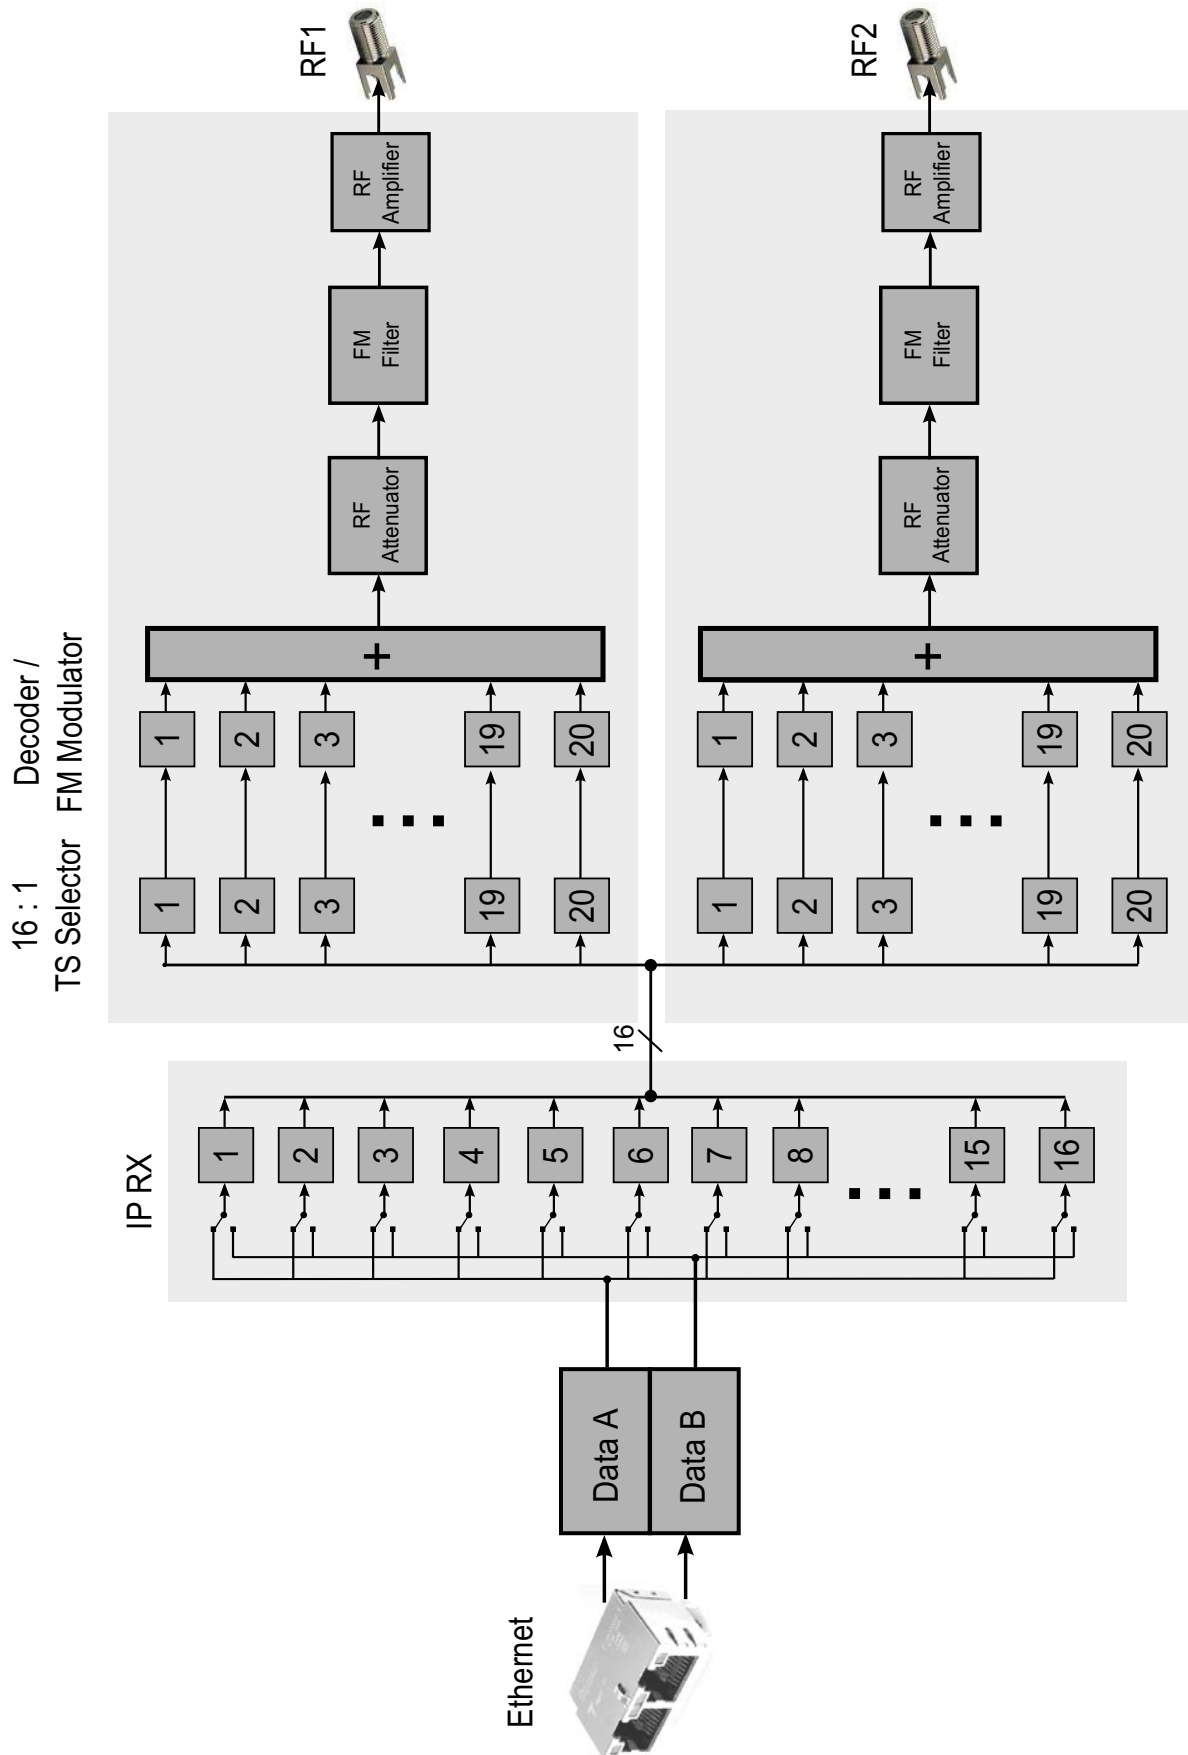 Ethernet
Data A
Data B
IP RX
1
2
3
4
5
6
7
8
15
16
16
16 : 1
TS Selector
Decoder /
FM Modulator
1
2
3
19
20
1
2
3
19
20
+
RF
Attenuator
FM
Filter
RF
Amplifier
RF1
1
2
3
19
20
1
2
3
19
20
+
RF
Attenuator
FM
Filter
RF
Amplifier
RF2